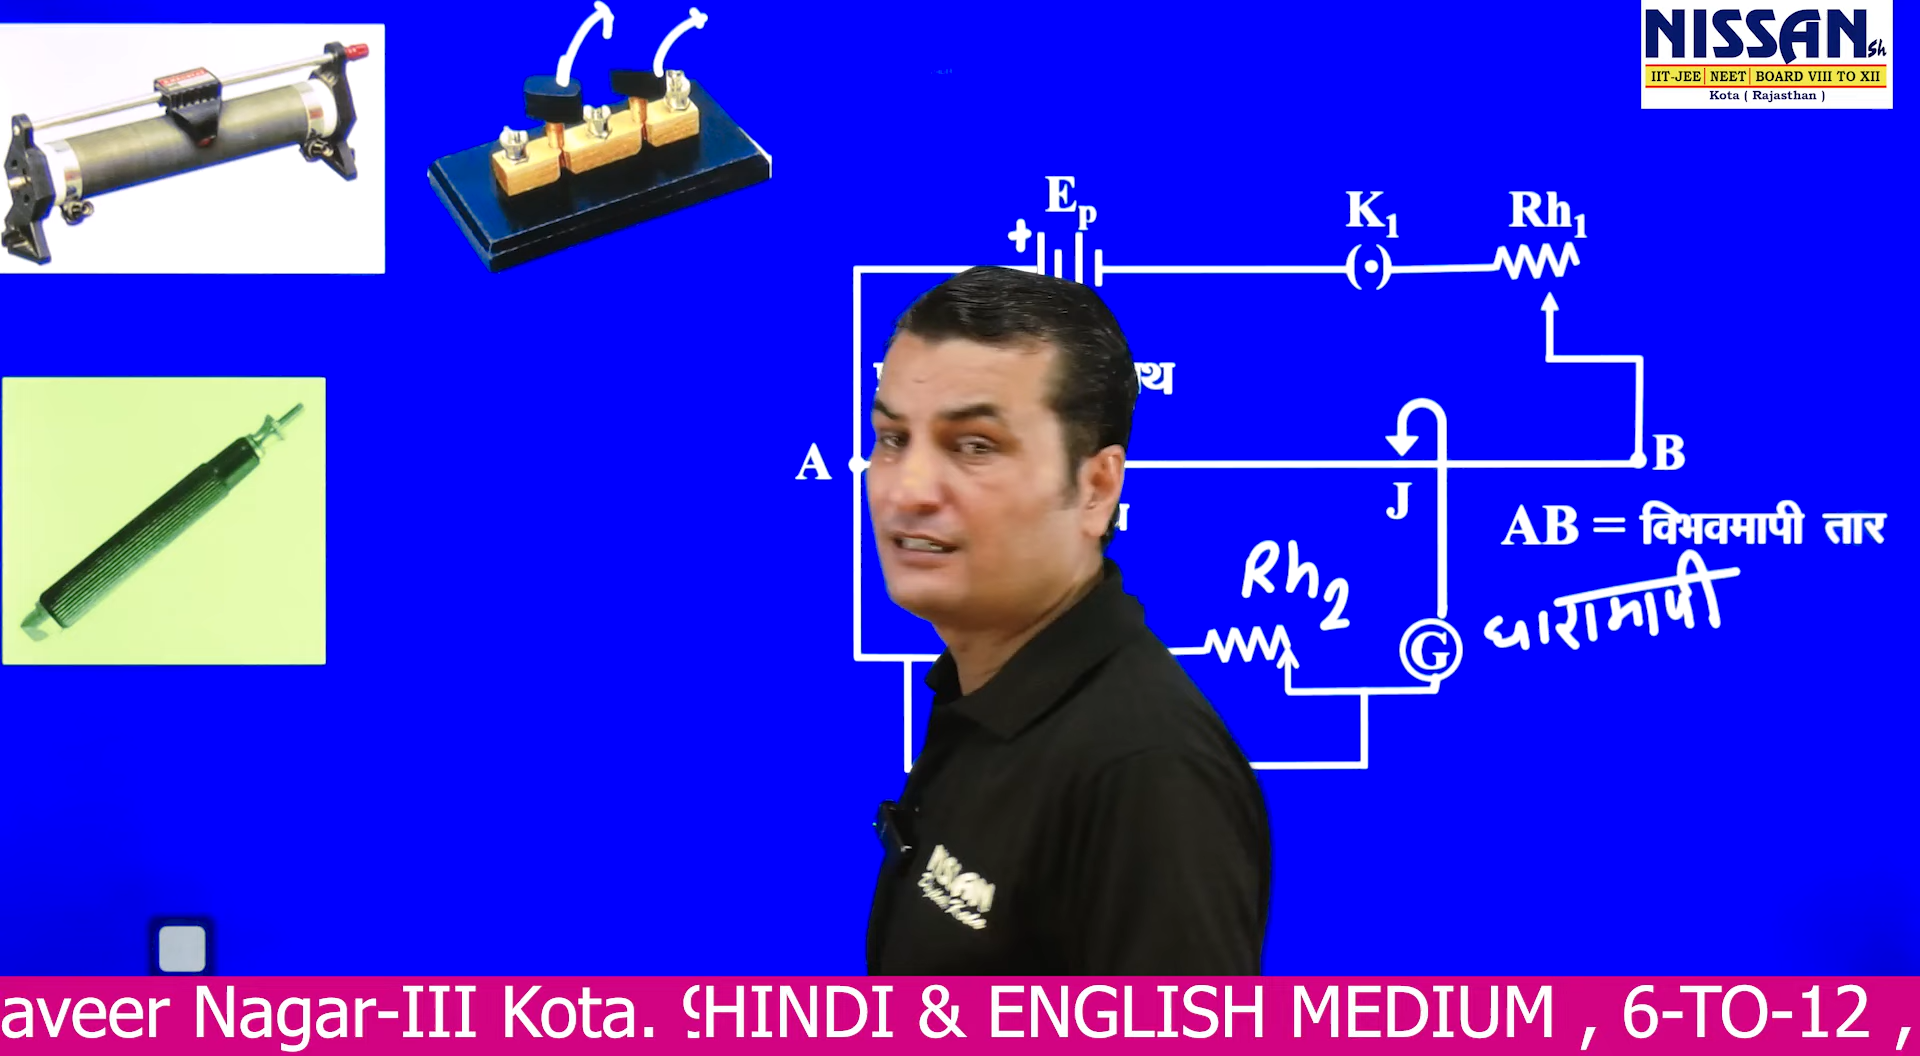 NISSANSh
IIT-JEE NEET BOARD VIII TO XII
Kota ( Rajasthan )
+ Ep K1 Rh1
A B
J
AB = विभवमापी तार
Rh2
धारामापी
G
NISSAN
aveer Nagar-III Kota. HINDI & ENGLISH MEDIUM , 6-TO-12 ,